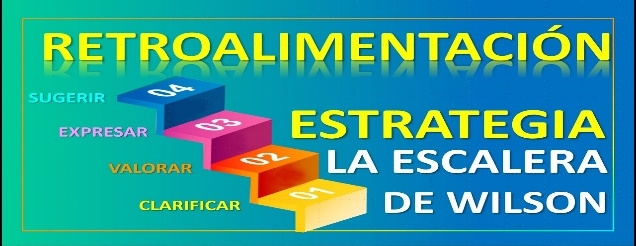 RETROALIMENTACIÓN
SUGERIR 04
EXPRESAR 03
ESTRATEGIA
VALORAR 02
LA ESCALERA
CLARIFICAR 01
DE WILSON